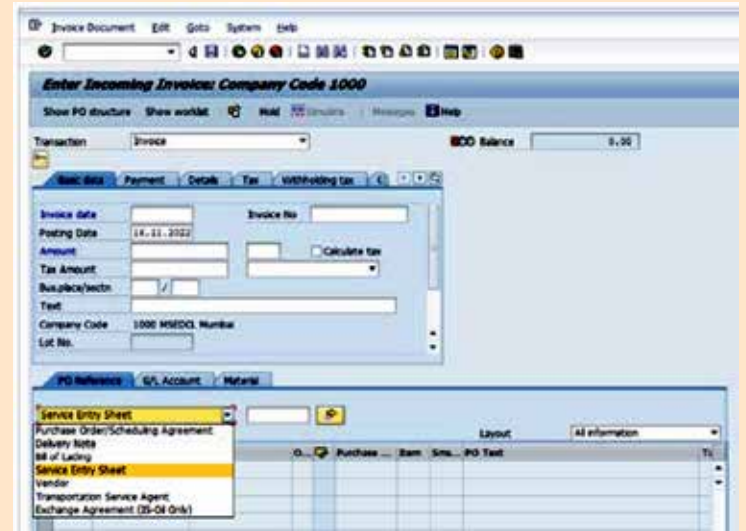 Invoice Document Edit Goto System Help
Enter Incoming Invoice: Company Code 1000
Show PO structure Show worklist Hold Simulate Messages Help
Transaction Invoice Balance 0.00
Basic data Payment Details Tax Withholding tax
Invoice date Invoice No
Posting Date 14.11.2022
Amount Calculate tax
Tax Amount
Bus.place/sectn /
Text
Company Code 1000 MSEDCL Mumbai
Lot No.
PO Reference G/L Account Material
Service Entry Sheet
Layout All information
Purchase Order/Scheduling Agreement
Delivery Note
Bill of Lading
Service Entry Sheet
Vendor
Transportation Service Agent
Exchange Agreement (IS-Oil Only)
O... Purchase ... Item Sms... PO Text